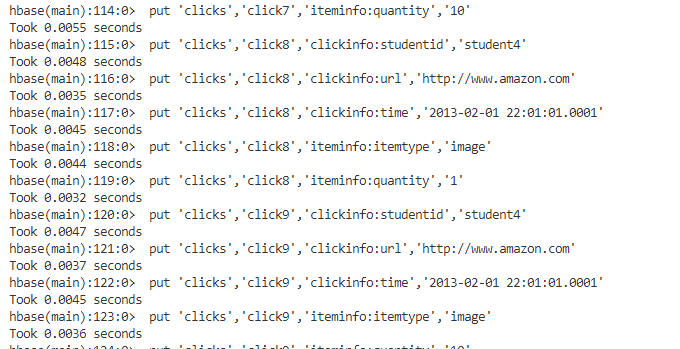 hbase(main):114:0>  put 'clicks','click7','iteminfo:quantity','10'
Took 0.0055 seconds
hbase(main):115:0>  put 'clicks','click8','clickinfo:studentid','student4'
Took 0.0048 seconds
hbase(main):116:0>  put 'clicks','click8','clickinfo:url','http://www.amazon.com'
Took 0.0035 seconds
hbase(main):117:0>  put 'clicks','click8','clickinfo:time','2013-02-01 22:01:01.0001'
Took 0.0045 seconds
hbase(main):118:0>  put 'clicks','click8','iteminfo:itemtype','image'
Took 0.0044 seconds
hbase(main):119:0>  put 'clicks','click8','iteminfo:quantity','1'
Took 0.0032 seconds
hbase(main):120:0>  put 'clicks','click9','clickinfo:studentid','student4'
Took 0.0047 seconds
hbase(main):121:0>  put 'clicks','click9','clickinfo:url','http://www.amazon.com'
Took 0.0037 seconds
hbase(main):122:0>  put 'clicks','click9','clickinfo:time','2013-02-01 22:01:01.0001'
Took 0.0045 seconds
hbase(main):123:0>  put 'clicks','click9','iteminfo:itemtype','image'
Took 0.0036 seconds